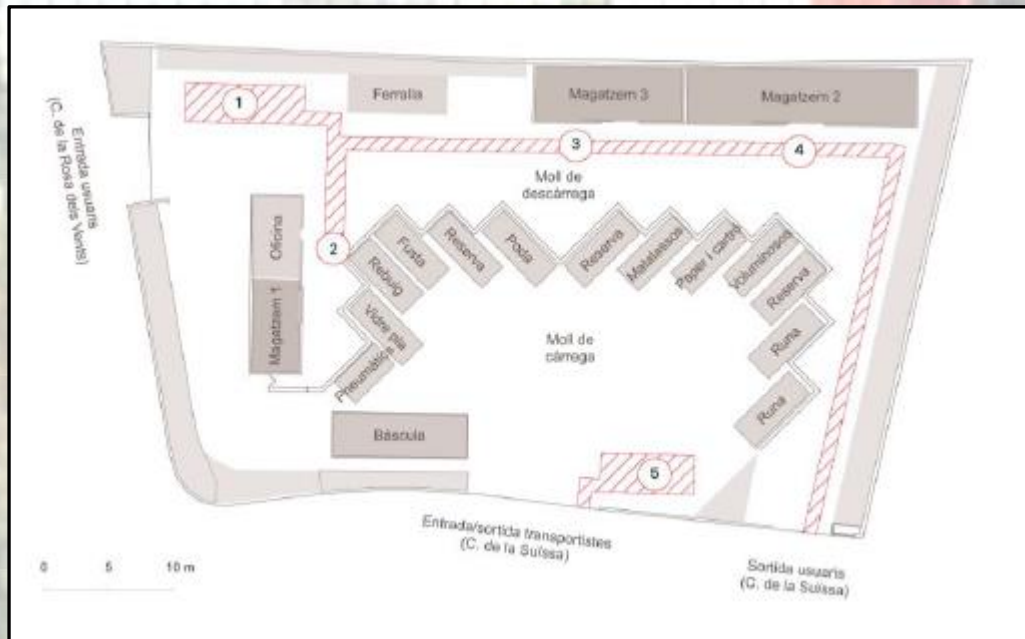 1
Ferralla
Magatzem 3
Magatzem 2
Entrada usuaris
(C. de la Rosa dels Vents)
3
4
Moll de
descàrrega
Oficina
2
Rebuig
Fusta
Reserva
Poda
Reserva
Matalassos
Paper i cartró
Voluminosos
Reserva
Magatzem 1
Vidre pla
Pneumàtics
Moll de
càrrega
Runa
Runa
Bàscula
5
Entrada/sortida transportistes
(C. de la Suïssa)
Sortida usuaris
(C. de la Suïssa)
0 5 10 m